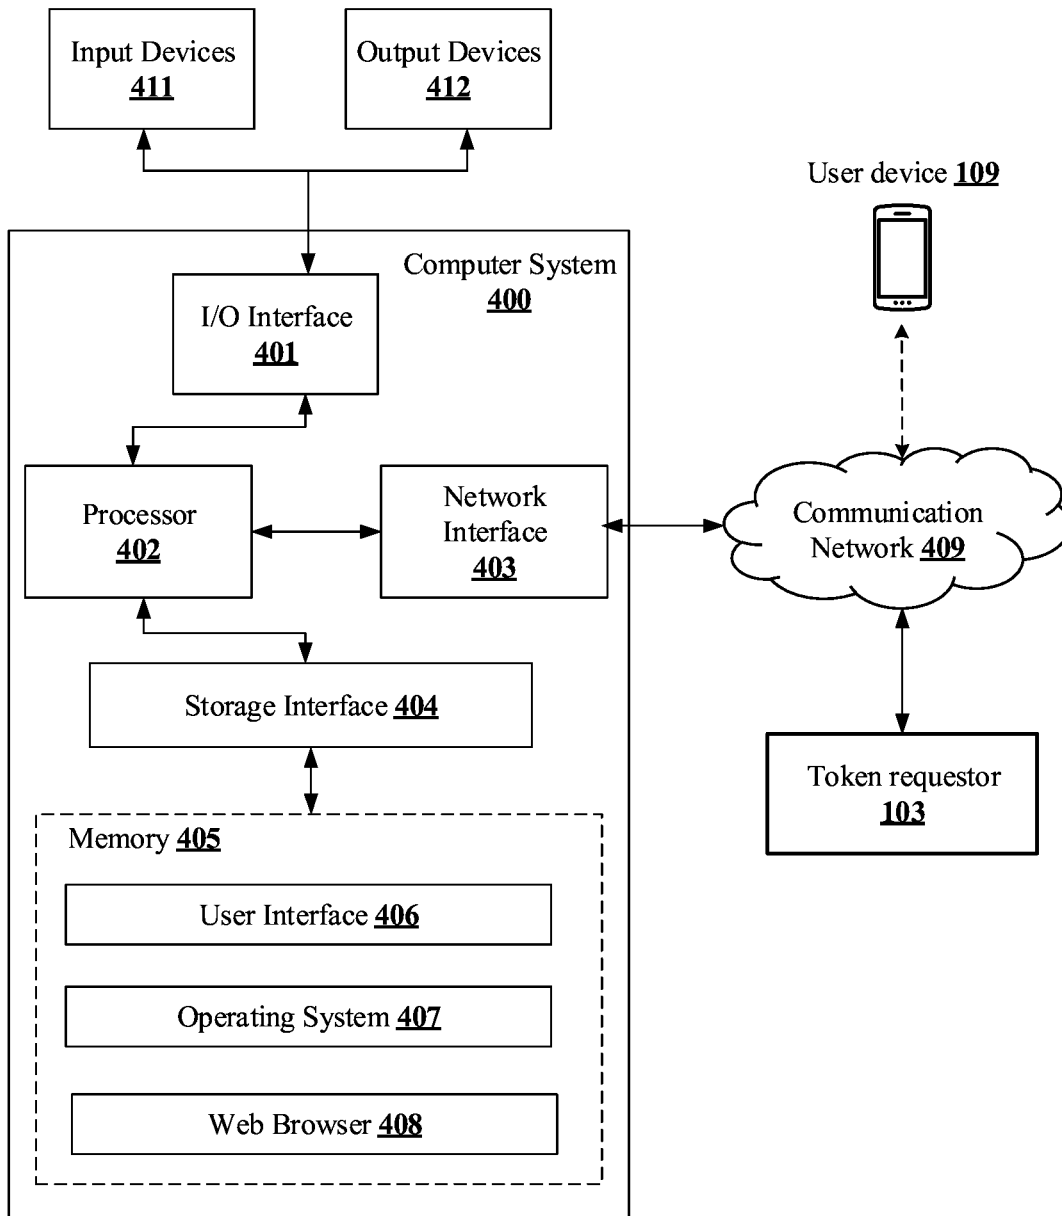 Input Devices
411
Output Devices
412
User device 109
Computer System
400
I/O Interface
401
Processor
402
Network
Interface
403
Communication
Network 409
Storage Interface 404
Token requestor
103
Memory 405
User Interface 406
Operating System 407
Web Browser 408